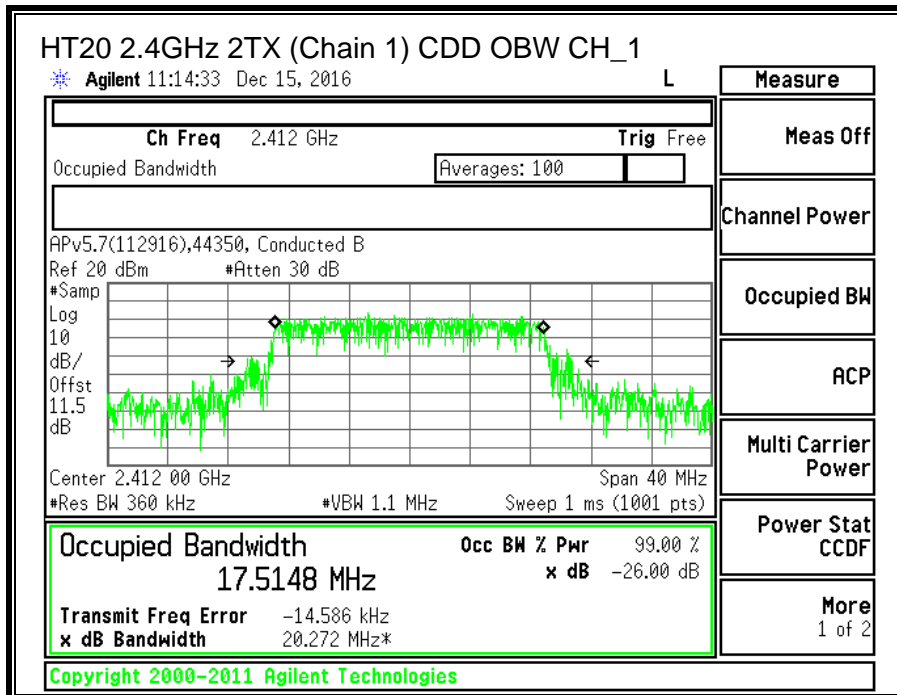 HT20 2.4GHz 2TX (Chain 1) CDD OBW CH_1
Agilent 11:14:33 Dec 15, 2016 L
Measure
Ch Freq 2.412 GHz Trig Free
Meas Off
Occupied Bandwidth Averages: 100
Channel Power
APv5.7(112916),44350, Conducted B
Ref 20 dBm #Atten 30 dB
#Samp
Log
10
dB/
Offst
11.5
dB
Occupied BW
ACP
Center 2.412 00 GHz Span 40 MHz
#Res BW 360 kHz #VBW 1.1 MHz Sweep 1 ms (1001 pts)
Multi Carrier
Power
Occupied Bandwidth Occ BW % Pwr 99.00 %
17.5148 MHz x dB -26.00 dB
Power Stat
CCDF
Transmit Freq Error -14.586 kHz
x dB Bandwidth 20.272 MHz*
More
1 of 2
Copyright 2000-2011 Agilent Technologies